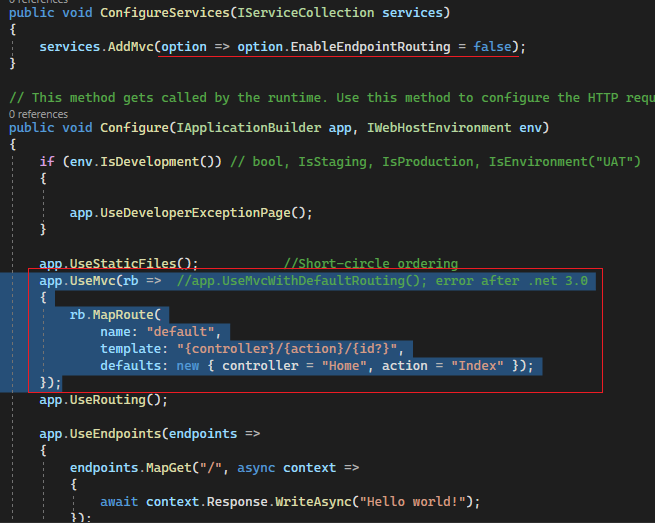 0 references
public void ConfigureServices(IServiceCollection services)
{
services.AddMvc(option => option.EnableEndpointRouting = false);
}
// This method gets called by the runtime. Use this method to configure the HTTP requ
0 references
public void Configure(IApplicationBuilder app, IWebHostEnvironment env)
{
if (env.IsDevelopment()) // bool, IsStaging, IsProduction, IsEnvironment("UAT")
{
app.UseDeveloperExceptionPage();
}
app.UseStaticFiles(); //Short-circle ordering
app.UseMvc(rb => //app.UseMvcWithDefaultRouting(); error after .net 3.0
{
rb.MapRoute(
name: "default",
template: "{controller}/{action}/{id?}",
defaults: new { controller = "Home", action = "Index" });
});
app.UseRouting();
app.UseEndpoints(endpoints =>
{
endpoints.MapGet("/", async context =>
{
await context.Response.WriteAsync("Hello world!");
});